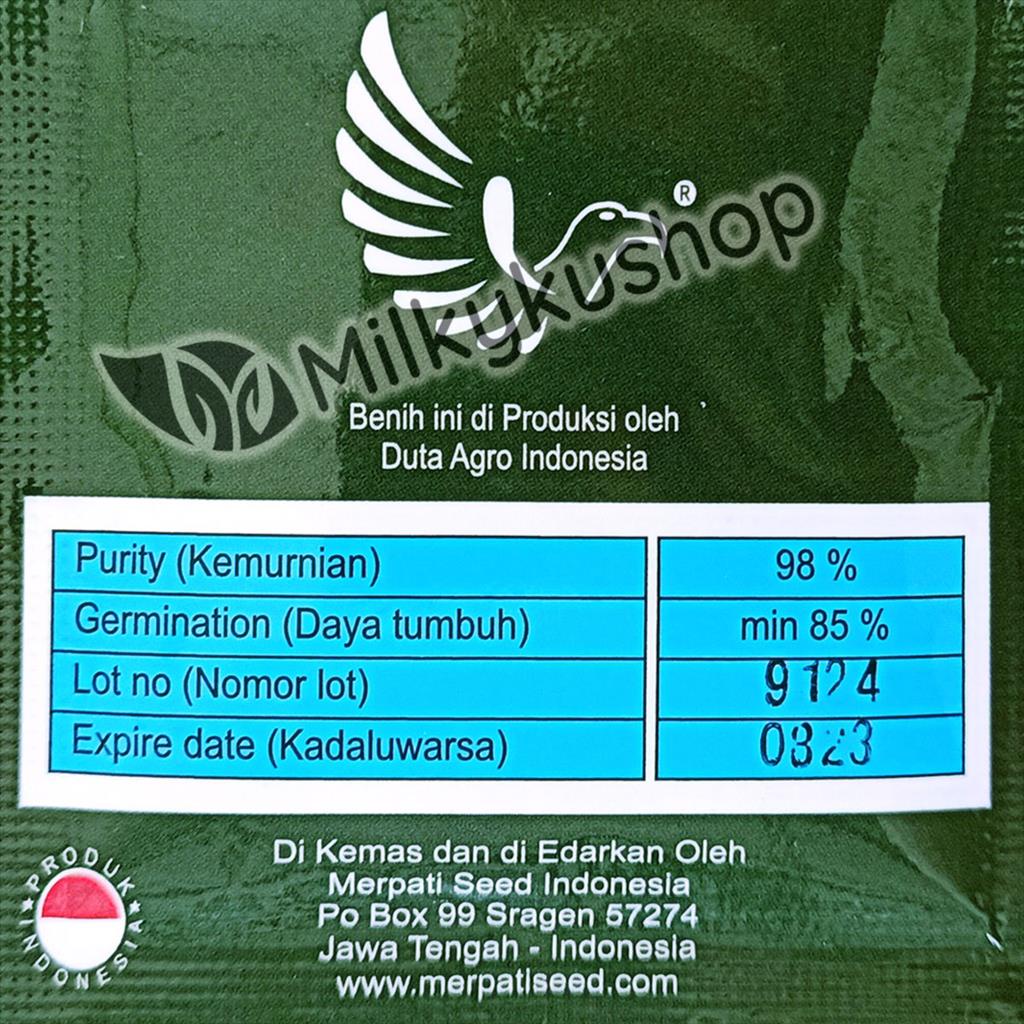 ®
Milkykushop
Benih ini di Produksi oleh
Duta Agro Indonesia
Purity (Kemurnian) 98 %
Germination (Daya tumbuh) min 85 %
Lot no (Nomor lot) 9124
Expire date (Kadaluwarsa) 0323
PRODUK INDONESIA
Di Kemas dan di Edarkan Oleh
Merpati Seed Indonesia
Po Box 99 Sragen 57274
Jawa Tengah - Indonesia
www.merpatiseed.com